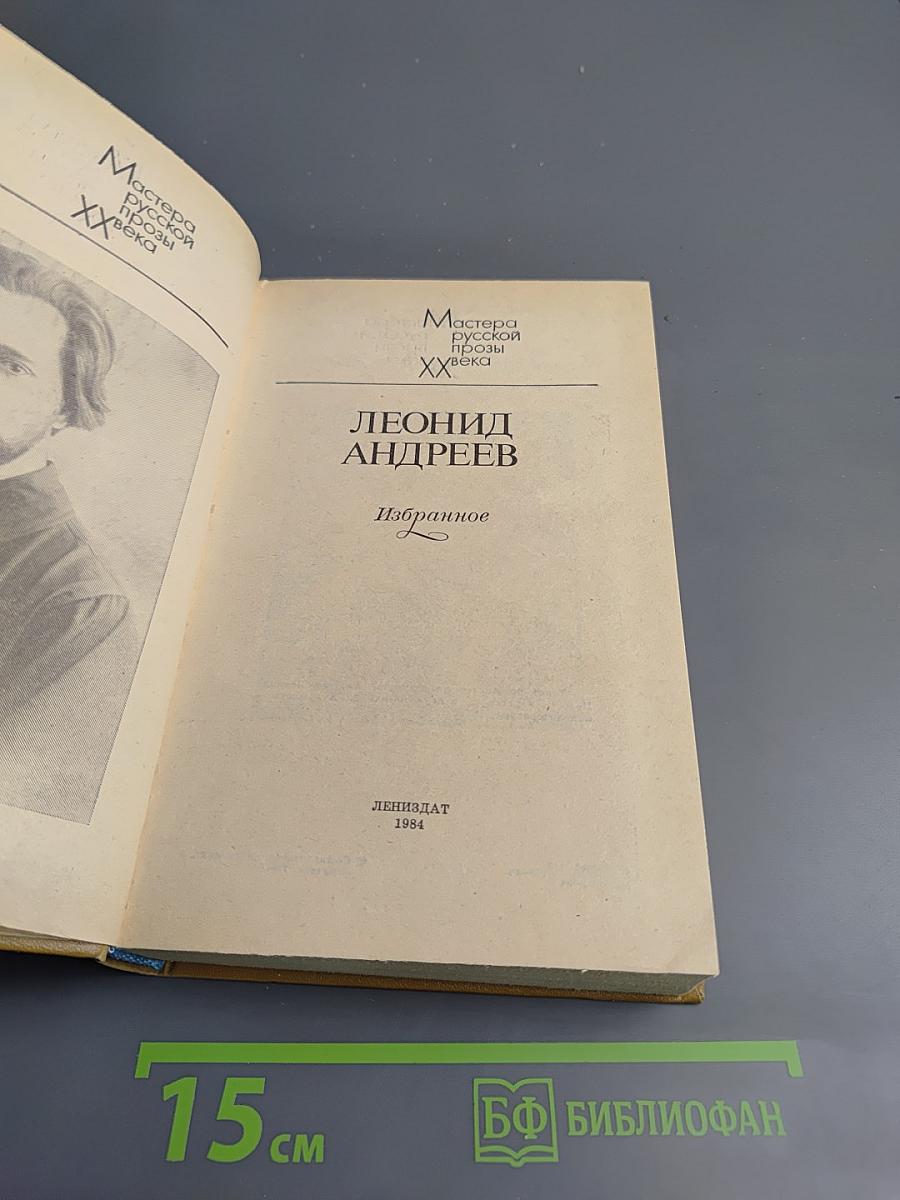 Мастера
русской
прозы
XX века
Мастера
русской
прозы
XX века
ЛЕОНИД
АНДРЕЕВ
Избранное
ЛЕНИЗДАТ
1984
15 см
БФ БИБЛИОФАН